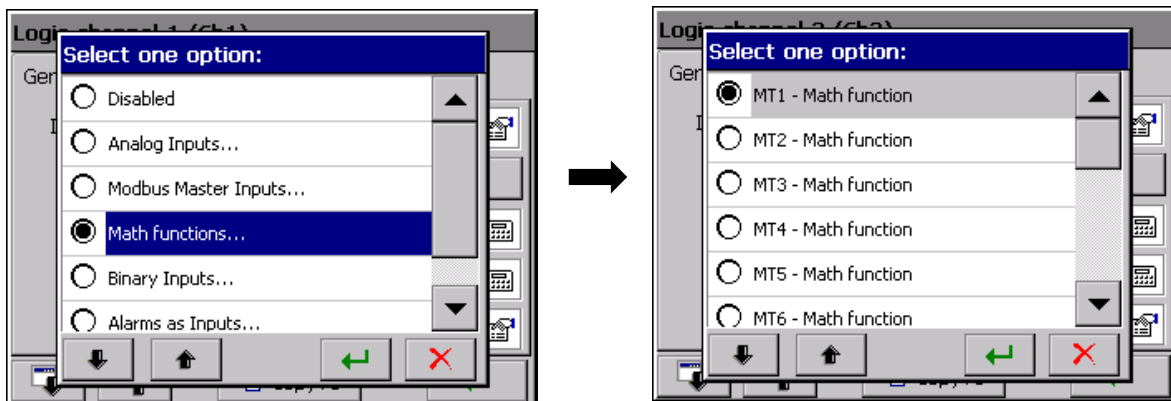 Select one option:
Disabled
Analog Inputs...
Modbus Master Inputs...
Math functions...
Binary Inputs...
Alarms as Inputs...
Select one option:
MT1 - Math function
MT2 - Math function
MT3 - Math function
MT4 - Math function
MT5 - Math function
MT6 - Math function